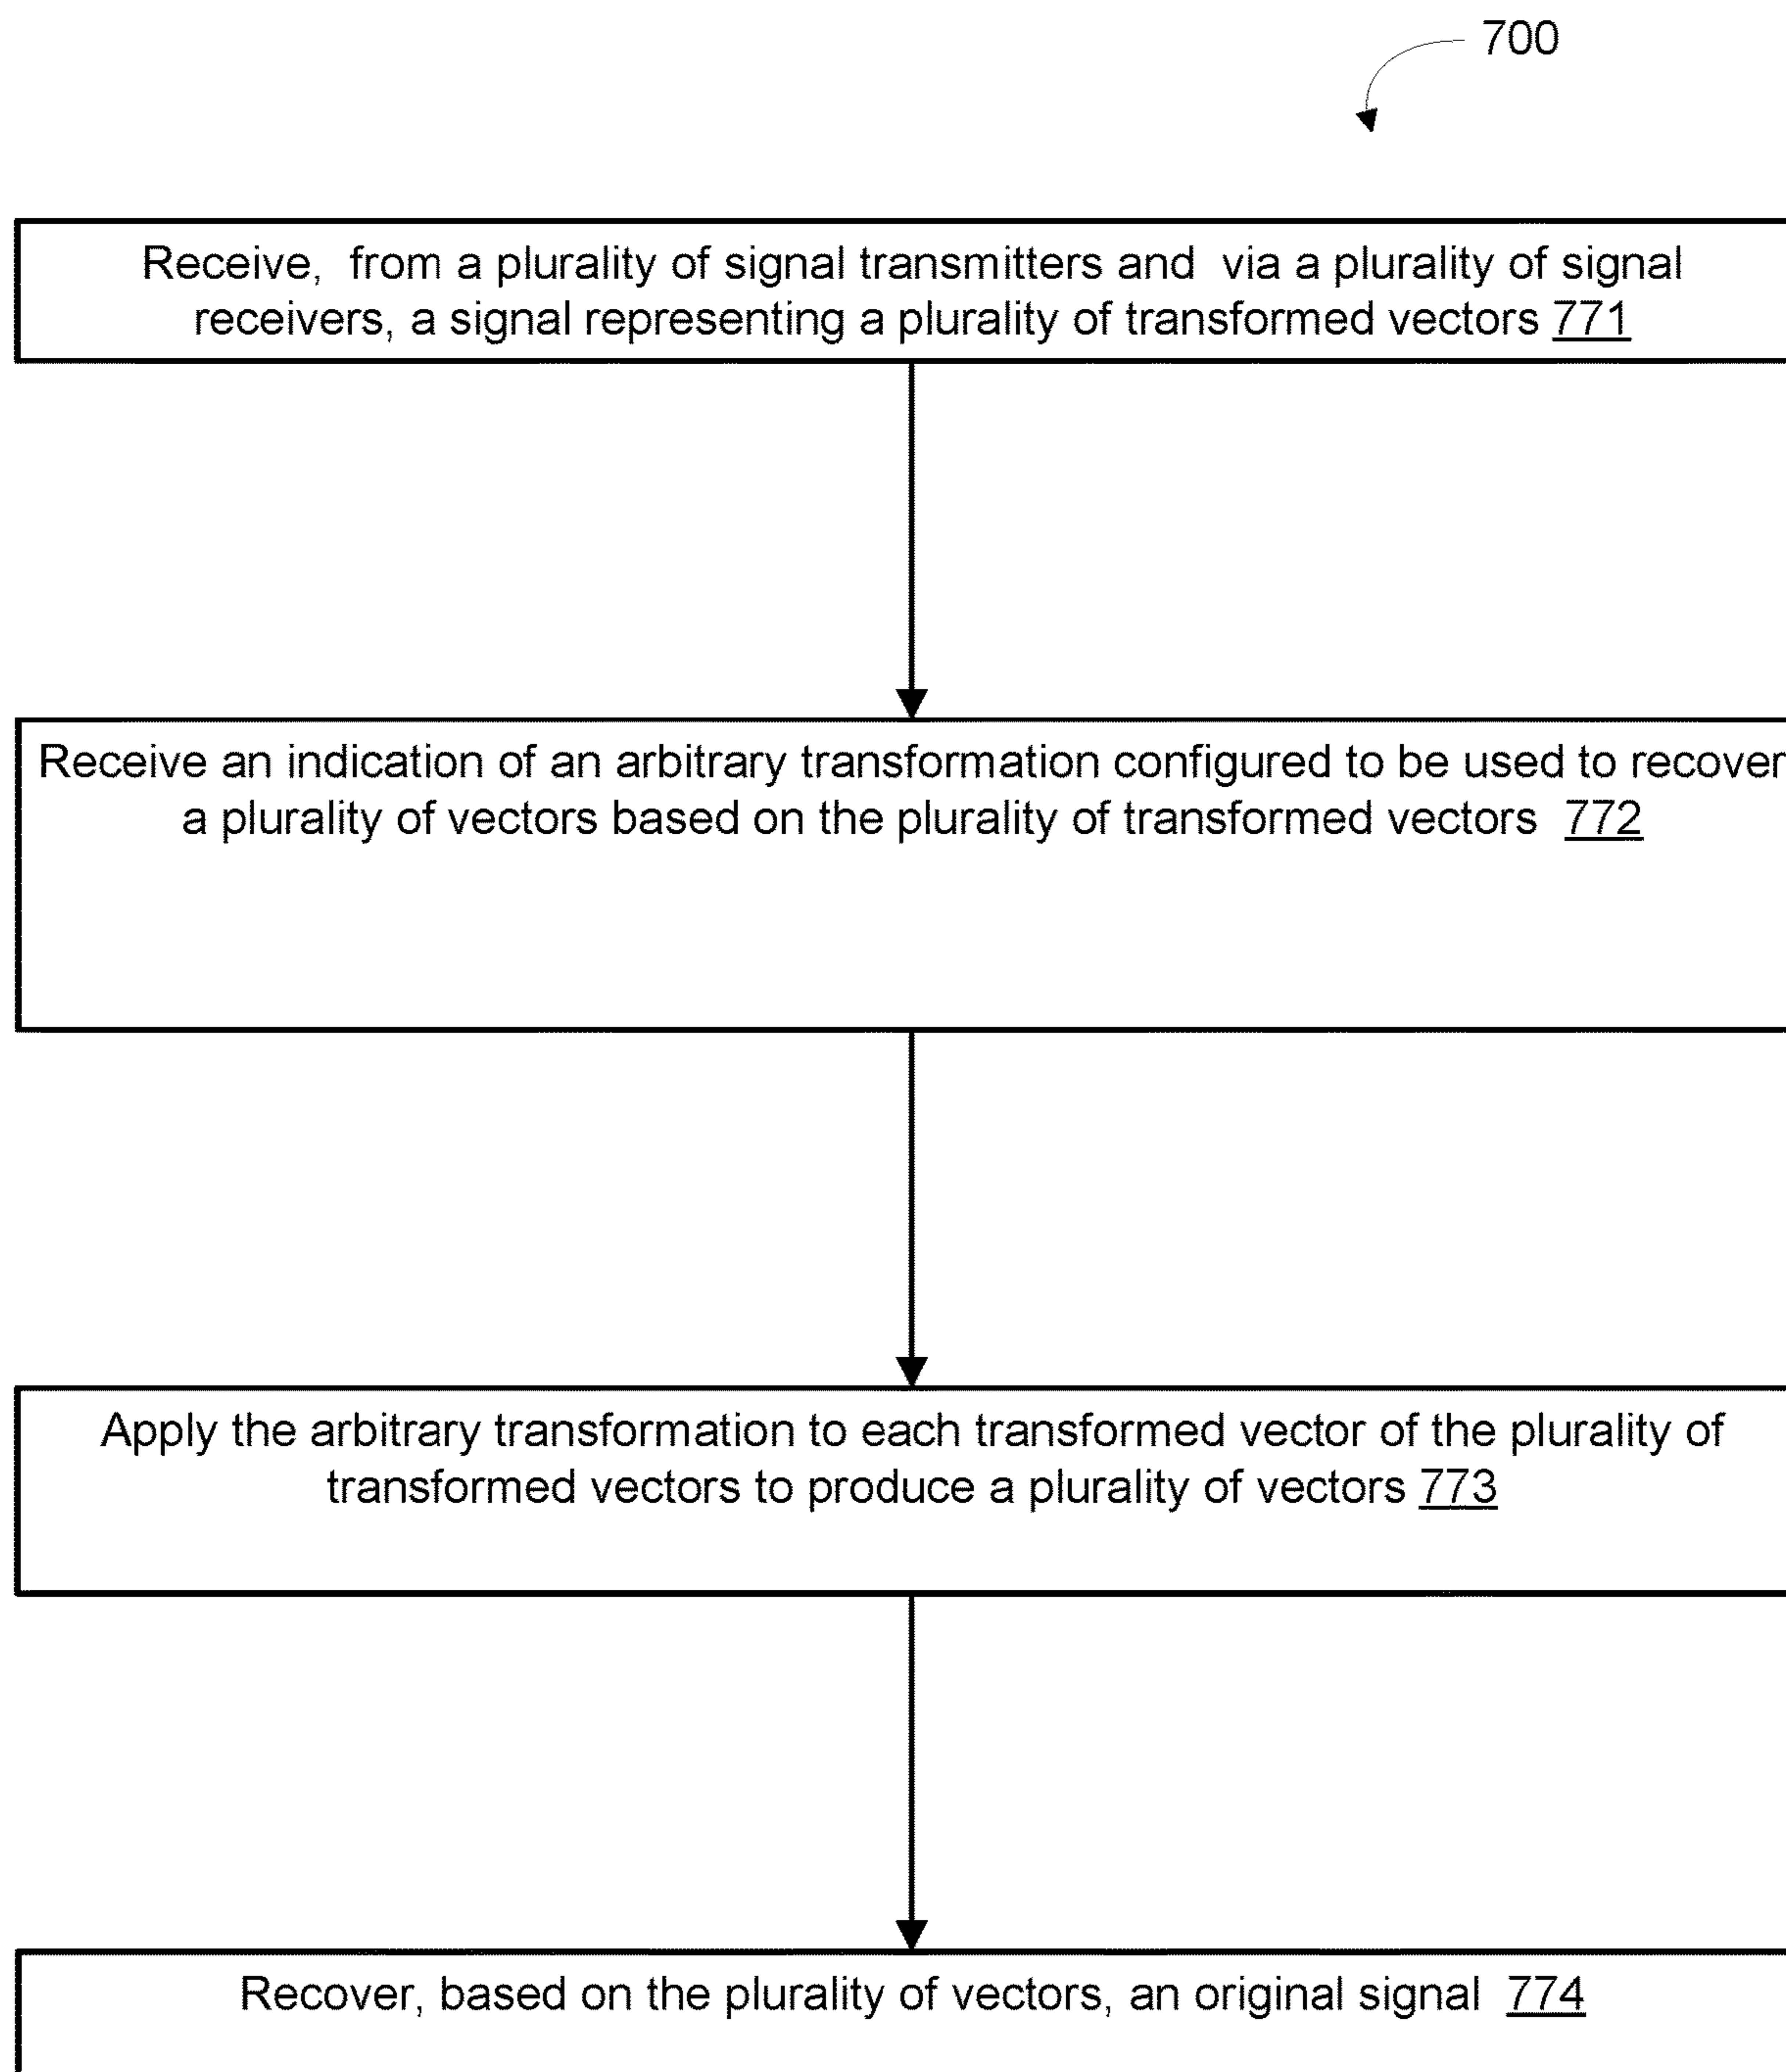 700
Receive, from a plurality of signal transmitters and via a plurality of signal
receivers, a signal representing a plurality of transformed vectors 771
Receive an indication of an arbitrary transformation configured to be used to recover
a plurality of vectors based on the plurality of transformed vectors 772
Apply the arbitrary transformation to each transformed vector of the plurality of
transformed vectors to produce a plurality of vectors 773
Recover, based on the plurality of vectors, an original signal 774